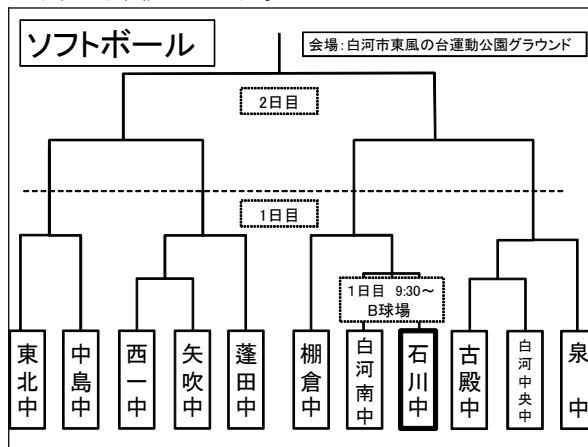 ソフトボール
会場:白河市東風の台運動公園グラウンド
2日目
1日目
1日目 9:30~
B球場
東北中
中島中
西一中
矢吹中
蓬田中
棚倉中
白河南中
石川中
古殿中
白河中央中
泉中